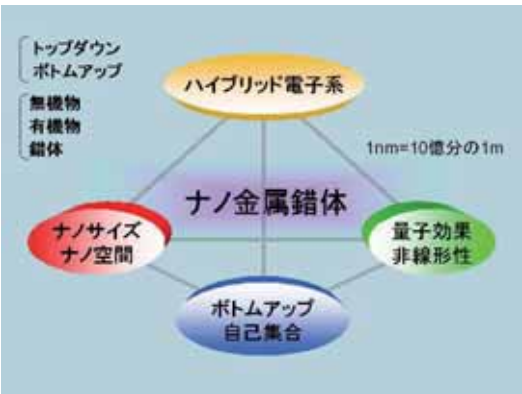 トップダウン
ボトムアップ
無機物
有機物
錯体
ハイブリッド電子系
1nm=10億分の1m
ナノ金属錯体
ナノサイズ
ナノ空間
量子効果
非線形性
ボトムアップ
自己集合